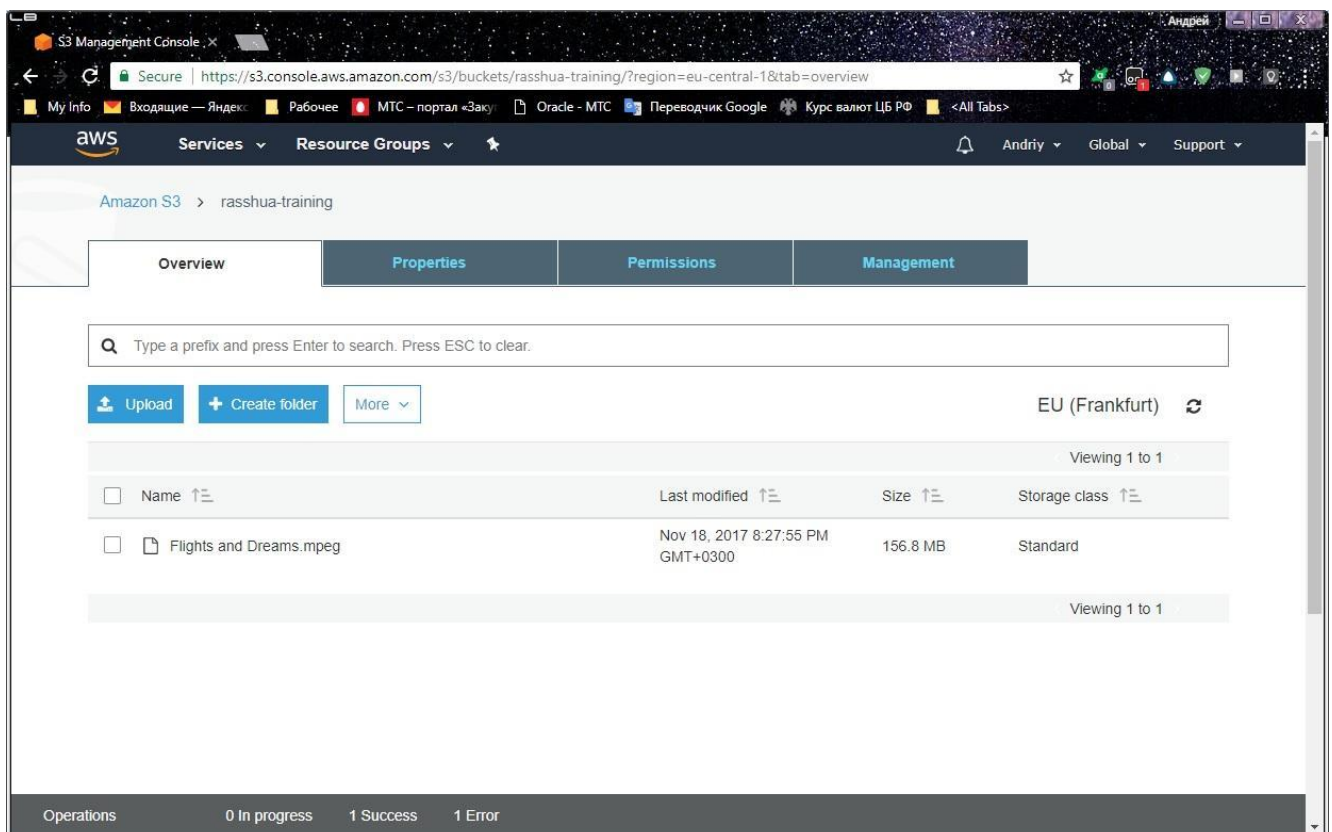 Андрей
S3 Management Console
Secure | https://s3.console.aws.amazon.com/s3/buckets/rasshua-training/?region=eu-central-1&tab=overview
My Info Входящие — Яндекс Рабочее МТС – портал «Заку Oracle - МТС Переводчик Google Курс валют ЦБ РФ <All Tabs>
aws Services Resource Groups Andriy Global Support
Amazon S3 > rasshua-training
Overview Properties Permissions Management
Type a prefix and press Enter to search. Press ESC to clear.
Upload + Create folder More EU (Frankfurt)
Viewing 1 to 1
Name Last modified Size Storage class
Flights and Dreams.mpeg Nov 18, 2017 8:27:55 PM GMT+0300 156.8 MB Standard
Viewing 1 to 1
Operations 0 In progress 1 Success 1 Error